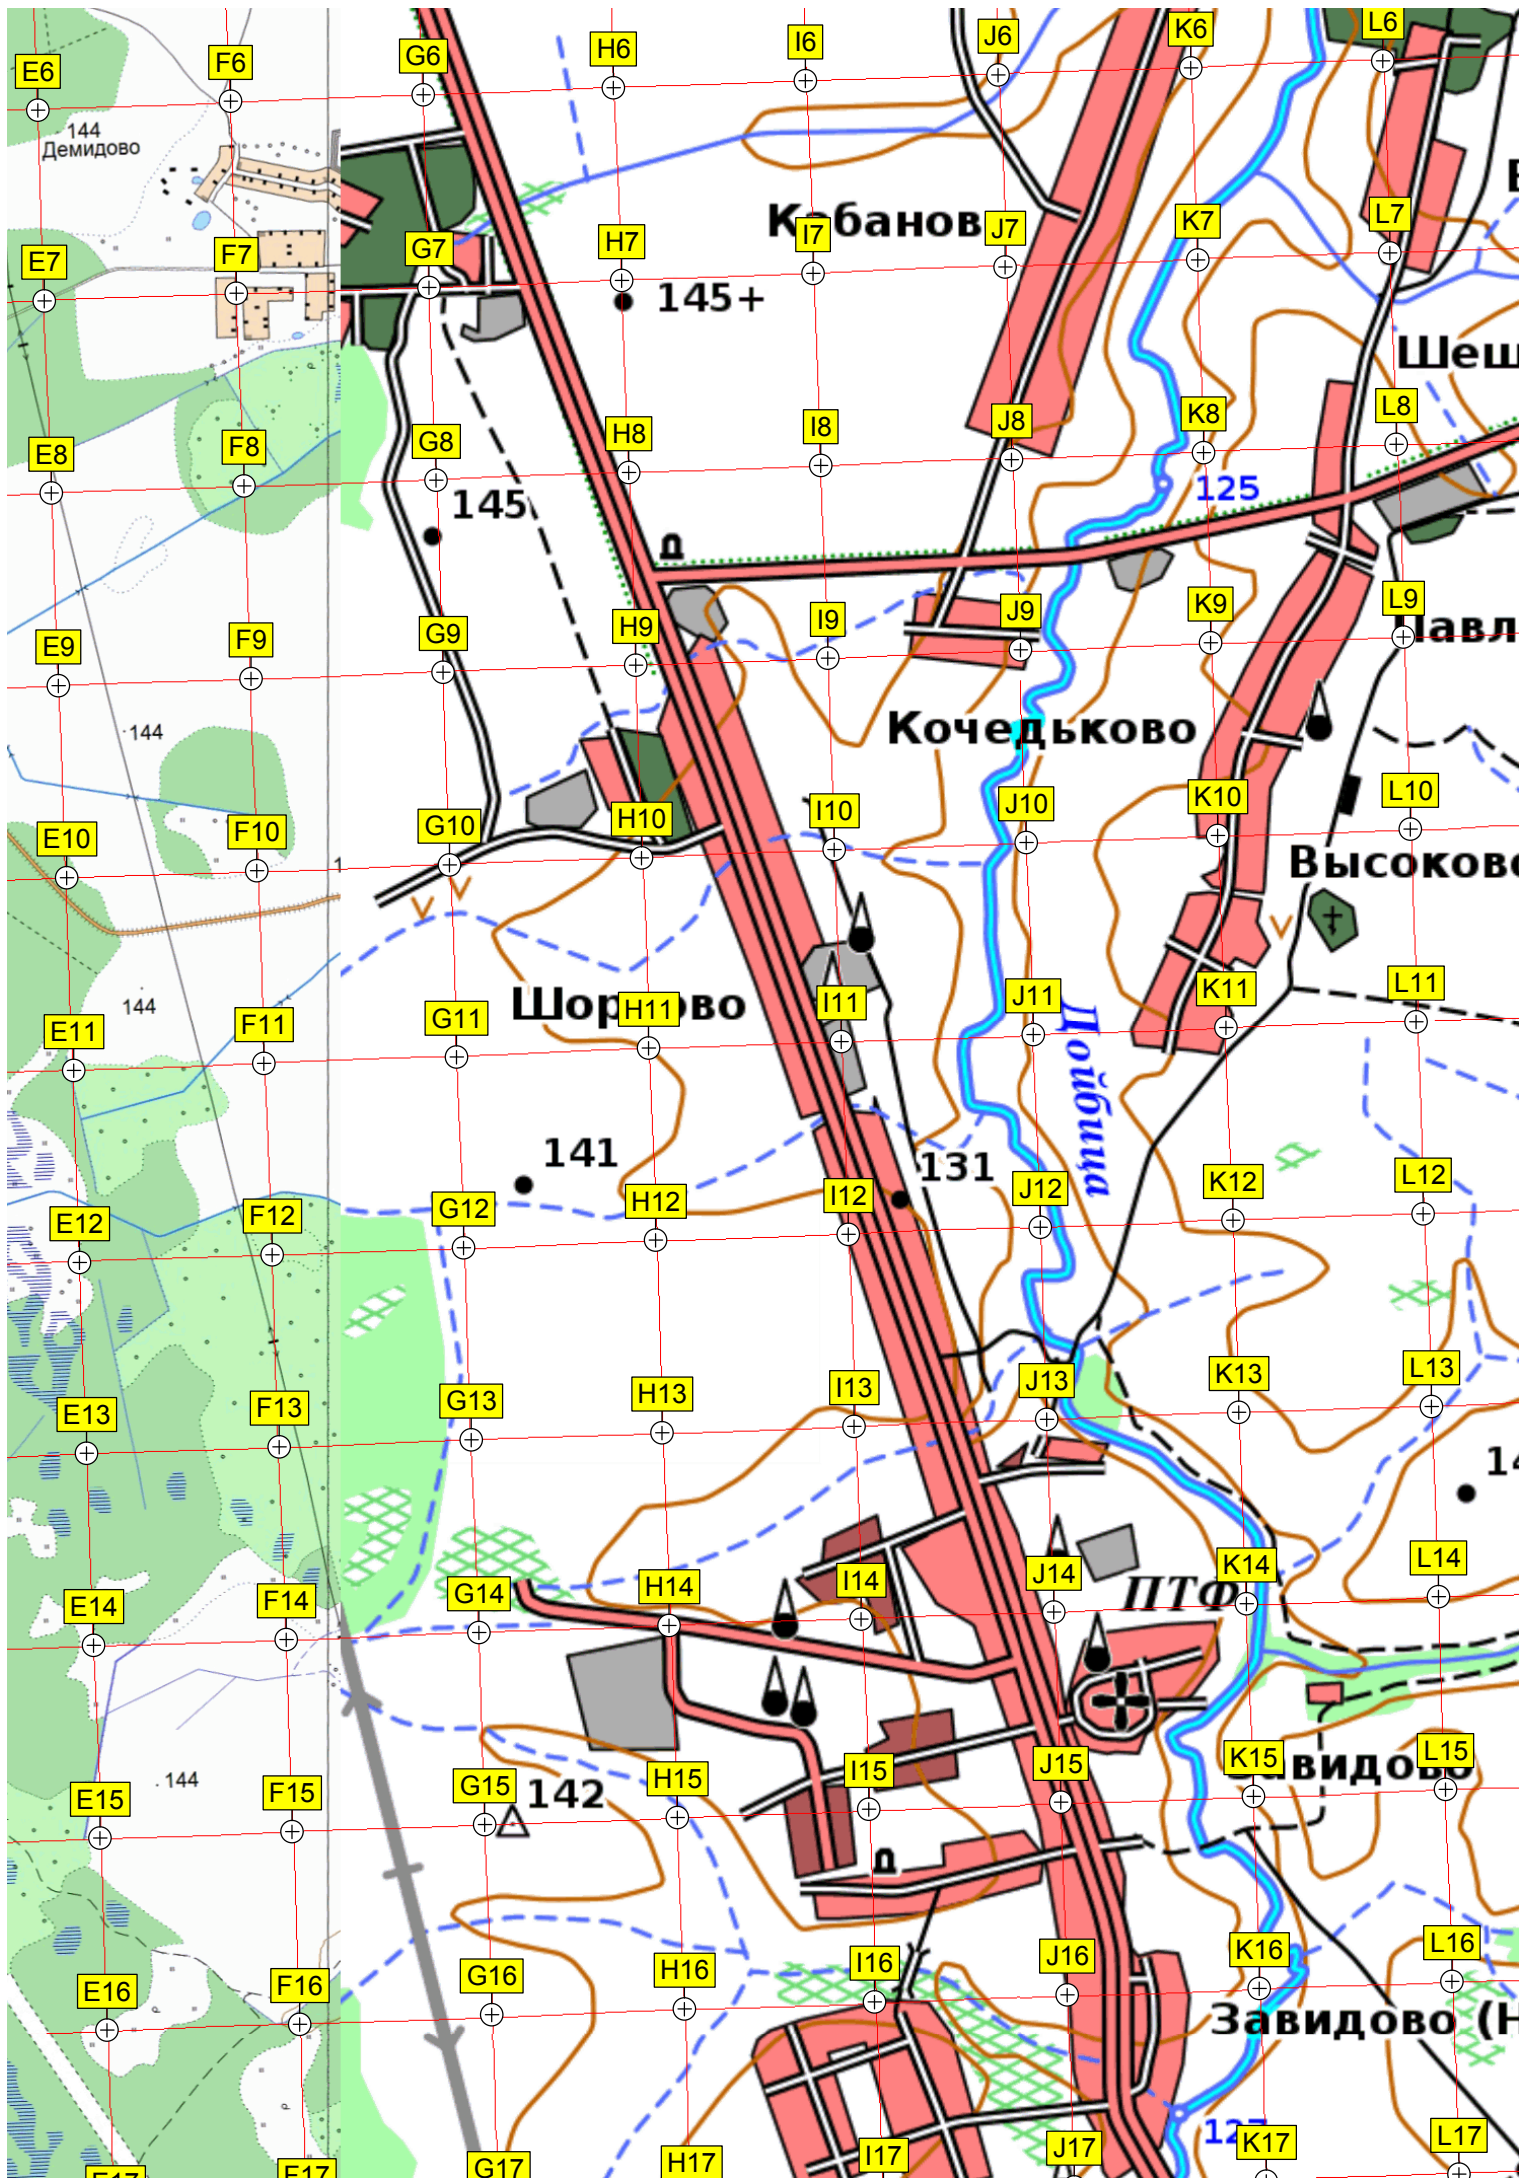 E6 F6 G6 H6 I6 J6 K6 L6
144
Демидово
E7 F7 G7 H7 I7 J7 K7 L7
145+
Шеш
E8 F8 G8 H8 I8 J8 K8 L8
145
125
Д
E9 F9 G9 H9 I9 J9 K9 L9
144
Кочедьково
E10 F10 G10 H10 I10 J10 K10 L10
144
Дойбица
E11 F11 G11 H11 I11 J11 K11 L11
141
131
E12 F12 G12 H12 I12 J12 K12 L12
E13 F13 G13 H13 I13 J13 K13 L13
E14 F14 G14 H14 I14 J14 K14 L14
ПТФ
144
142
E15 F15 G15 H15 I15 J15 K15 L15
Д
E16 F16 G16 H16 I16 J16 K16 L16
Завидово (Н
E17 F17 G17 H17 I17 J17 K17 L17